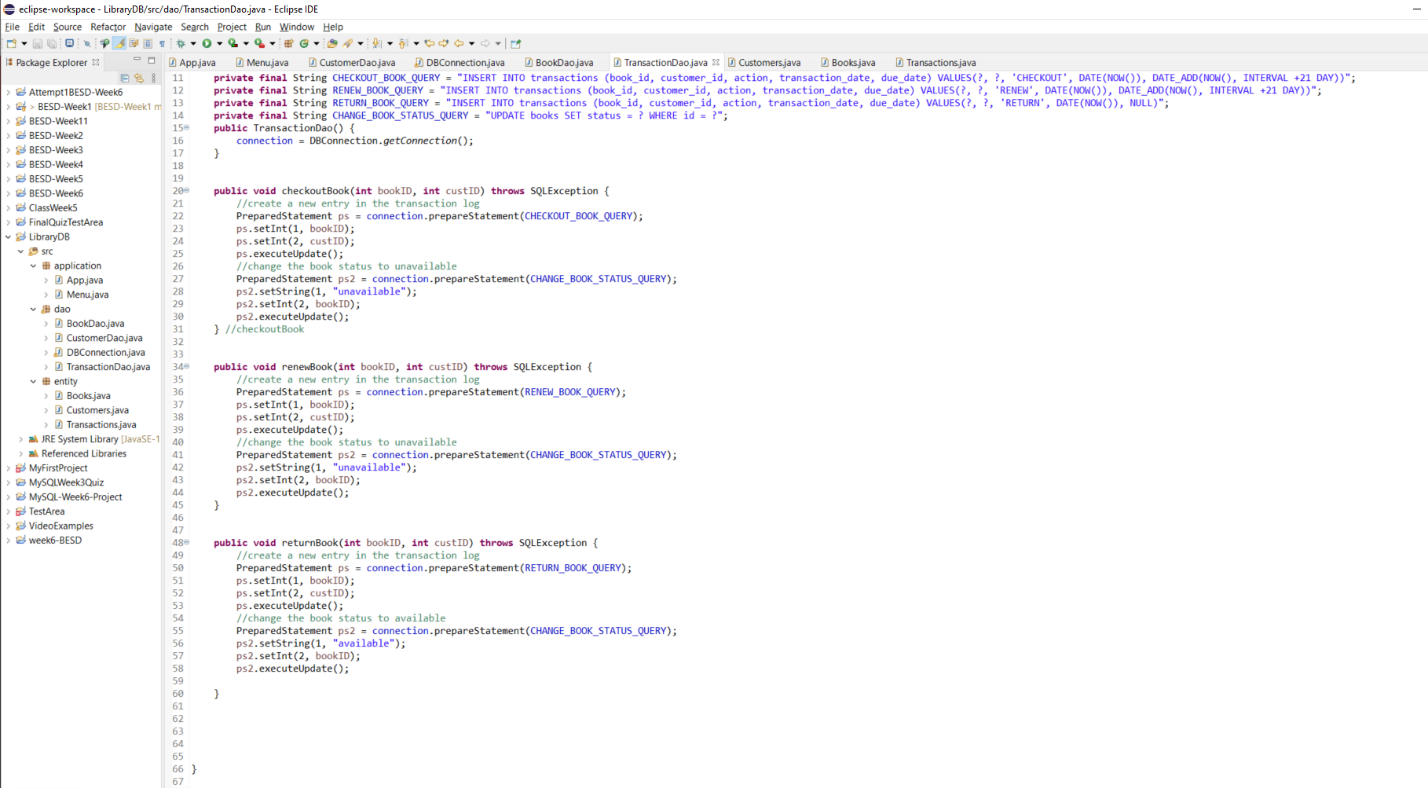 eclipse-workspace - LibraryDB/src/dao/TransactionDao.java - Eclipse IDE
File Edit Source Refactor Navigate Search Project Run Window Help
Package Explorer
App.java Menu.java CustomerDao.java DBConnection.java BookDao.java TransactionDao.java Customers.java Books.java Transactions.java
Attempt1BESD-Week6
> BESD-Week1 [BESD-Week1 m
BESD-Week11
BESD-Week2
BESD-Week3
BESD-Week4
BESD-Week5
BESD-Week6
ClassWeek5
FinalQuizTestArea
LibraryDB
src
application
App.java
Menu.java
dao
BookDao.java
CustomerDao.java
DBConnection.java
TransactionDao.java
entity
Books.java
Customers.java
Transactions.java
JRE System Library [JavaSE-1
Referenced Libraries
MyFirstProject
MySQLWeek3Quiz
MySQL-Week6-Project
TestArea
VideoExamples
week6-BESD
11 private final String CHECKOUT_BOOK_QUERY = "INSERT INTO transactions (book_id, customer_id, action, transaction_date, due_date) VALUES(?, ?, 'CHECKOUT', DATE(NOW()), DATE_ADD(NOW(), INTERVAL +21 DAY))";
12 private final String RENEW_BOOK_QUERY = "INSERT INTO transactions (book_id, customer_id, action, transaction_date, due_date) VALUES(?, ?, 'RENEW', DATE(NOW()), DATE_ADD(NOW(), INTERVAL +21 DAY))";
13 private final String RETURN_BOOK_QUERY = "INSERT INTO transactions (book_id, customer_id, action, transaction_date, due_date) VALUES(?, ?, 'RETURN', DATE(NOW()), NULL)";
14 private final String CHANGE_BOOK_STATUS_QUERY = "UPDATE books SET status = ? WHERE id = ?";
15 public TransactionDao() {
16 connection = DBConnection.getConnection();
17 }
18
19
20 public void checkoutBook(int bookID, int custID) throws SQLException {
21 //create a new entry in the transaction log
22 PreparedStatement ps = connection.prepareStatement(CHECKOUT_BOOK_QUERY);
23 ps.setInt(1, bookID);
24 ps.setInt(2, custID);
25 ps.executeUpdate();
26 //change the book status to unavailable
27 PreparedStatement ps2 = connection.prepareStatement(CHANGE_BOOK_STATUS_QUERY);
28 ps2.setString(1, "unavailable");
29 ps2.setInt(2, bookID);
30 ps2.executeUpdate();
31 } //checkoutBook
32
33
34 public void renewBook(int bookID, int custID) throws SQLException {
35 //create a new entry in the transaction log
36 PreparedStatement ps = connection.prepareStatement(RENEW_BOOK_QUERY);
37 ps.setInt(1, bookID);
38 ps.setInt(2, custID);
39 ps.executeUpdate();
40 //change the book status to unavailable
41 PreparedStatement ps2 = connection.prepareStatement(CHANGE_BOOK_STATUS_QUERY);
42 ps2.setString(1, "unavailable");
43 ps2.setInt(2, bookID);
44 ps2.executeUpdate();
45 }
46
47
48 public void returnBook(int bookID, int custID) throws SQLException {
49 //create a new entry in the transaction log
50 PreparedStatement ps = connection.prepareStatement(RETURN_BOOK_QUERY);
51 ps.setInt(1, bookID);
52 ps.setInt(2, custID);
53 ps.executeUpdate();
54 //change the book status to available
55 PreparedStatement ps2 = connection.prepareStatement(CHANGE_BOOK_STATUS_QUERY);
56 ps2.setString(1, "available");
57 ps2.setInt(2, bookID);
58 ps2.executeUpdate();
59
60 }
61
62
63
64
65
66 }
67